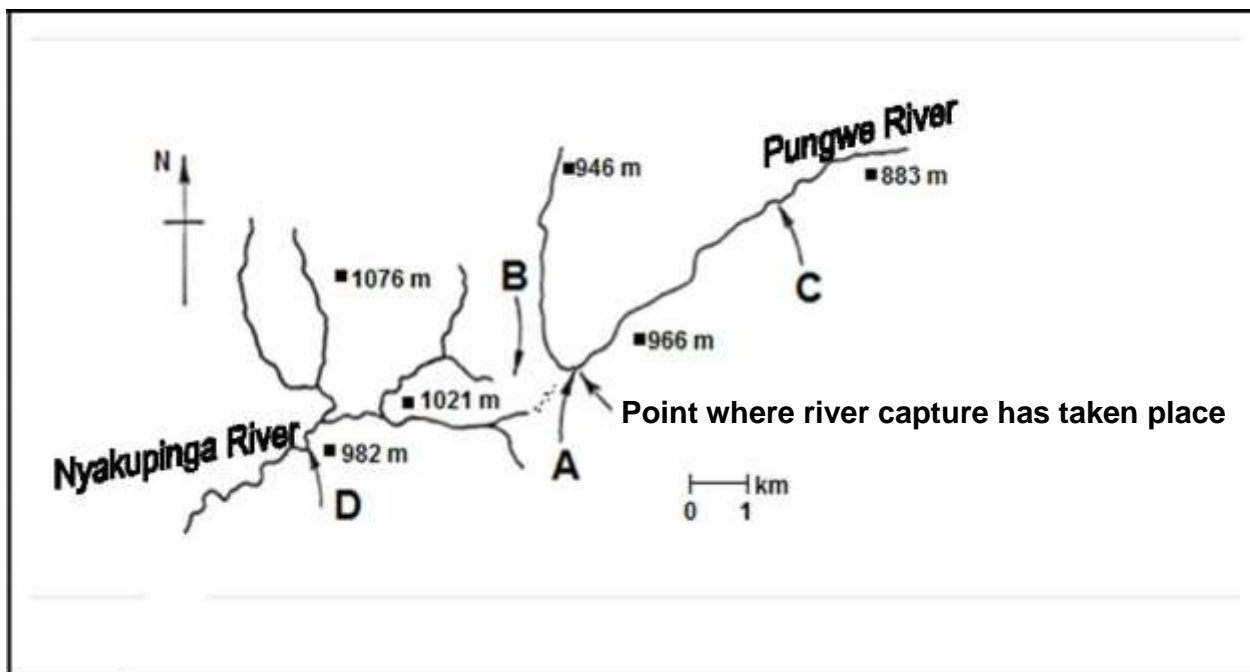 Pungwe River
N
946 m
883 m
B
1076 m
C
966 m
1021 m
Point where river capture has taken place
Nyakupinga River
982 m
A
km
0 1
D